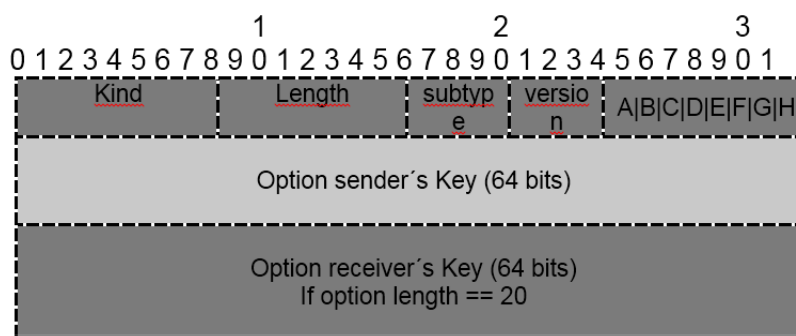 1 2 3
0 1 2 3 4 5 6 7 8 9 0 1 2 3 4 5 6 7 8 9 0 1 2 3 4 5 6 7 8 9 0 1
Kind Length subtyp versio A|B|C|D|E|F|G|H
e n
Option sender´s Key (64 bits)
Option receiver´s Key (64 bits)
If option length == 20